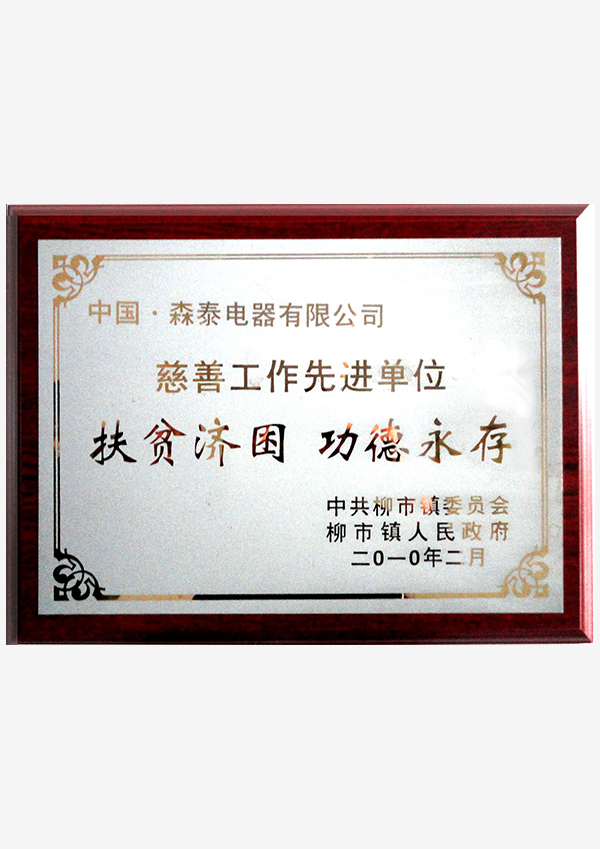 中国·森泰电器有限公司
慈善工作先进单位
扶贫济困 功德永存
中共柳市镇委员会
柳市镇人民政府
二〇一〇年二月